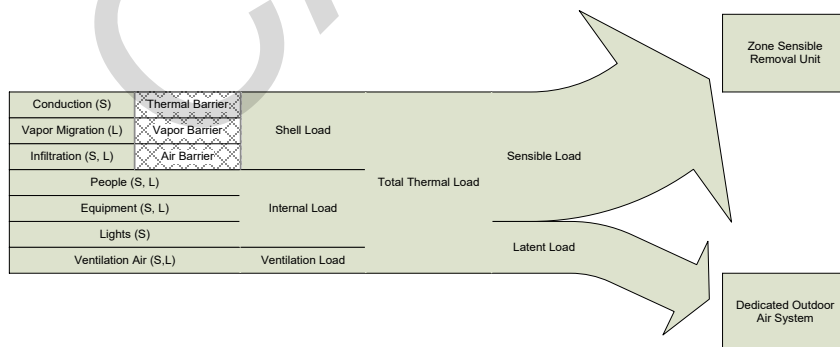 Zone Sensible
Removal Unit
Conduction (S)
Thermal Barrier
Vapor Migration (L)
Vapor Barrier
Shell Load
Infiltration (S, L)
Air Barrier
Sensible Load
People (S, L)
Total Thermal Load
Equipment (S, L)
Internal Load
Lights (S)
Latent Load
Ventilation Air (S,L)
Ventilation Load
Dedicated Outdoor
Air System